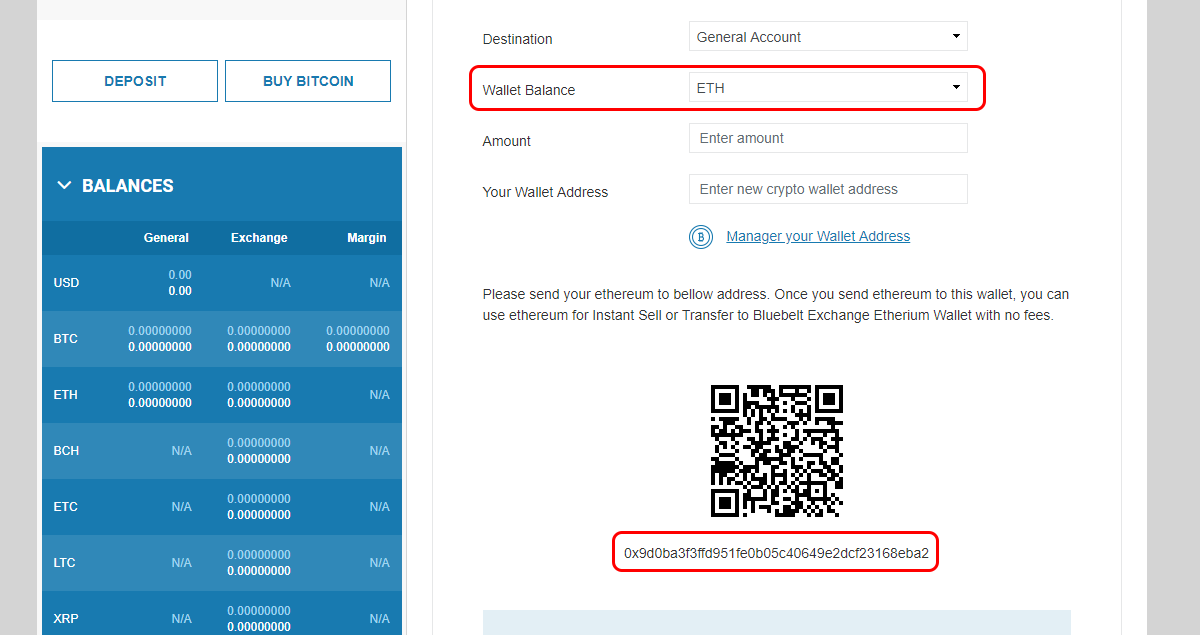 DEPOSIT BUY BITCOIN
BALANCES
General Exchange Margin
USD 0.00 0.00 N/A N/A
BTC 0.00000000 0.00000000 0.00000000 0.00000000 0.00000000 0.00000000
ETH 0.00000000 0.00000000 0.00000000 0.00000000 N/A
BCH N/A 0.00000000 0.00000000 N/A
ETC N/A 0.00000000 0.00000000 N/A
LTC N/A 0.00000000 0.00000000 N/A
XRP N/A 0.00000000 0.00000000 N/A
Destination General Account
Wallet Balance ETH
Amount Enter amount
Your Wallet Address Enter new crypto wallet address
Manager your Wallet Address
Please send your ethereum to bellow address. Once you send ethereum to this wallet, you can
use ethereum for Instant Sell or Transfer to Bluebelt Exchange Etherium Wallet with no fees.
0x9d0ba3f3ffd951fe0b05c40649e2dcf23168eba2